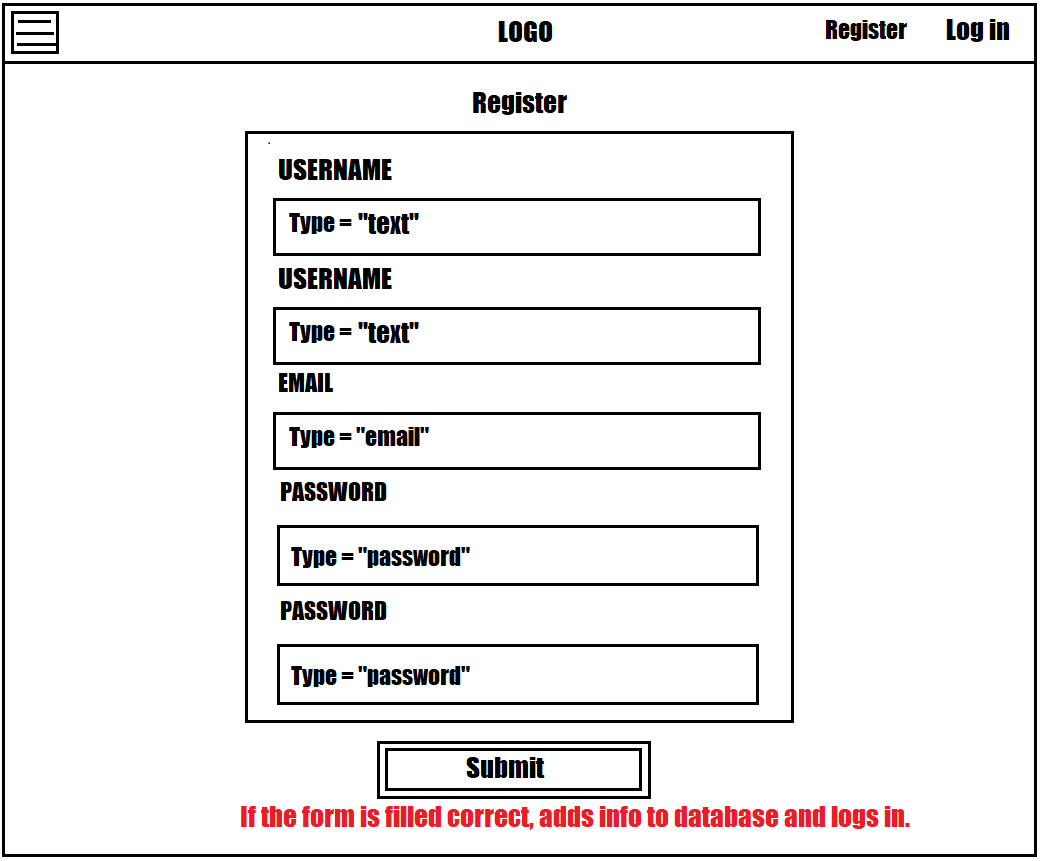 LOGO Register Log in
Register
USERNAME
Type = "text"
USERNAME
Type = "text"
EMAIL
Type = "email"
PASSWORD
Type = "password"
PASSWORD
Type = "password"
Submit
If the form is filled correct, adds info to database and logs in.